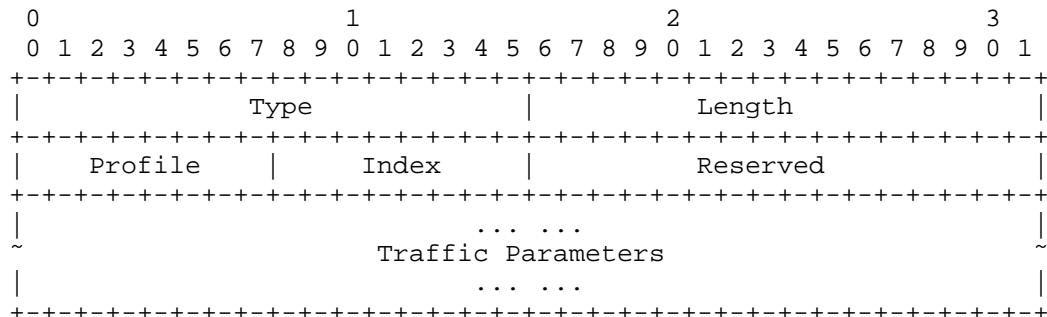 0                   1                   2                   3
 0 1 2 3 4 5 6 7 8 9 0 1 2 3 4 5 6 7 8 9 0 1 2 3 4 5 6 7 8 9 0 1
+-+-+-+-+-+-+-+-+-+-+-+-+-+-+-+-+-+-+-+-+-+-+-+-+-+-+-+-+-+-+-+-+
|              Type             |          Length               |
+-+-+-+-+-+-+-+-+-+-+-+-+-+-+-+-+-+-+-+-+-+-+-+-+-+-+-+-+-+-+-+-+
|    Profile    |     Index     |          Reserved             |
+-+-+-+-+-+-+-+-+-+-+-+-+-+-+-+-+-+-+-+-+-+-+-+-+-+-+-+-+-+-+-+-+
|                            ... ...                            |
~                      Traffic Parameters                       ~
|                            ... ...                            |
+-+-+-+-+-+-+-+-+-+-+-+-+-+-+-+-+-+-+-+-+-+-+-+-+-+-+-+-+-+-+-+-+